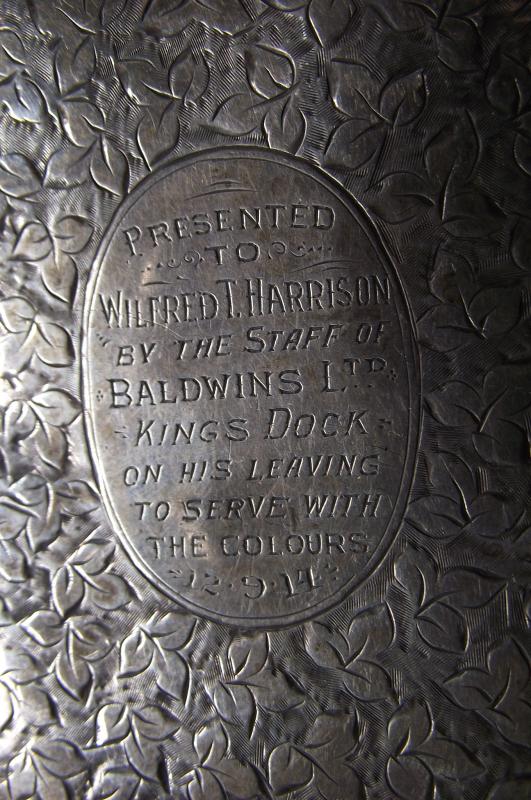 PRESENTED
TO
WILFRED T. HARRISON
BY THE STAFF OF
BALDWINS LTD
KINGS DOCK
ON HIS LEAVING
TO SERVE WITH
THE COLOURS
12.9.14